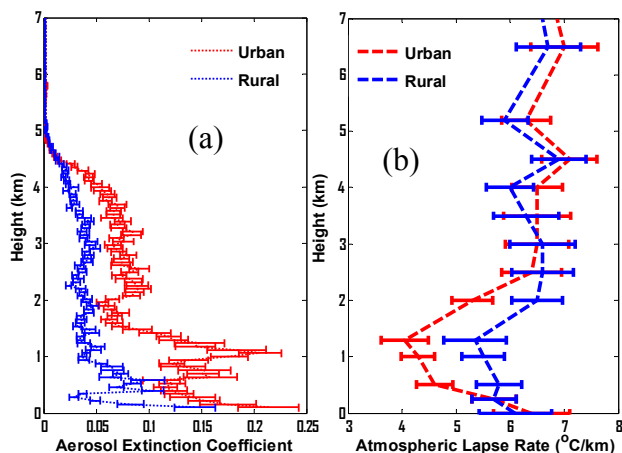 7
6
5
4
3
2
1
0
Height (km)
Urban
Rural
(a)
0 0.05 0.1 0.15 0.2 0.25
Aerosol Extinction Coefficient
7
6
5
4
3
2
1
0
Height (km)
Urban
Rural
(b)
3 4 5 6 7 8
Atmospheric Lapse Rate (°C/km)